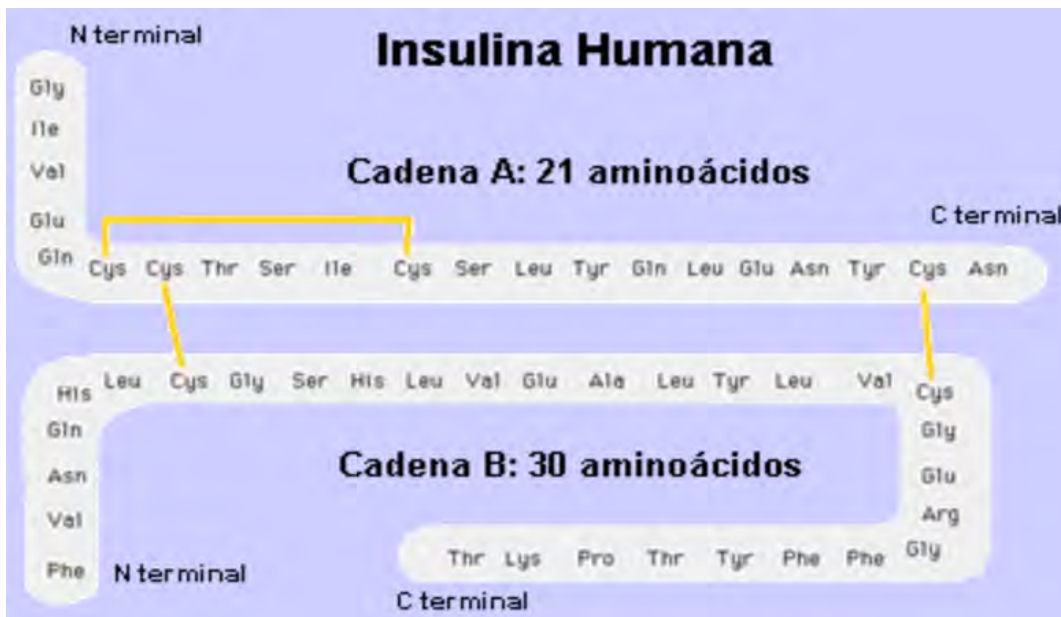 N terminal
Insulina Humana
Gly
Ile
Val
Cadena A: 21 aminoácidos
Glu
C terminal
Gln Cys Cys Thr Ser Ile Cys Ser Leu Tyr Gln Leu Glu Asn Tyr Cys Asn
His Leu Cys Gly Ser His Leu Val Glu Ala Leu Tyr Leu Val Cys
Gln
Gly
Cadena B: 30 aminoácidos
Asn
Glu
Val
Arg
Thr Lys Pro Thr Tyr Phe Phe Gly
Phe
N terminal
C terminal